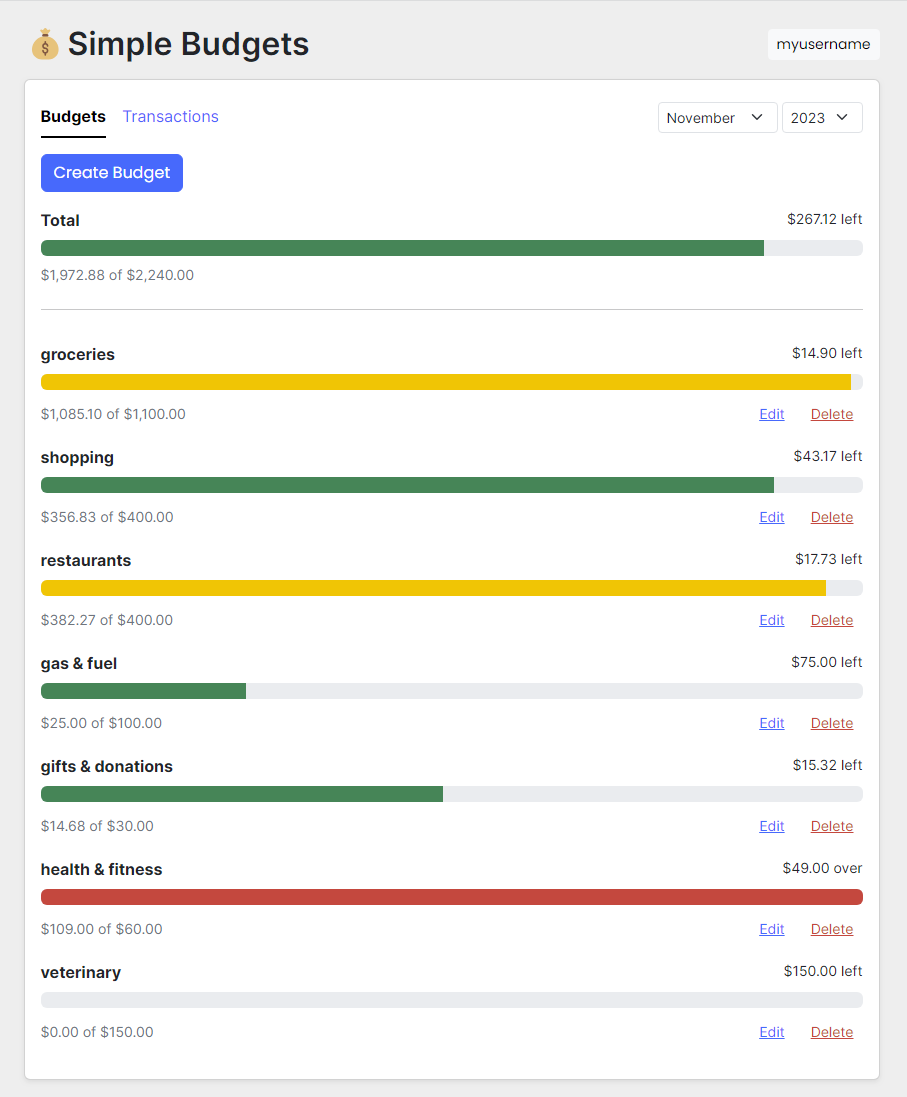 Simple Budgets
myusername
Budgets Transactions November 2023
Create Budget
Total $267.12 left
$1,972.88 of $2,240.00
groceries $14.90 left
$1,085.10 of $1,100.00 Edit Delete
shopping $43.17 left
$356.83 of $400.00 Edit Delete
restaurants $17.73 left
$382.27 of $400.00 Edit Delete
gas & fuel $75.00 left
$25.00 of $100.00 Edit Delete
gifts & donations $15.32 left
$14.68 of $30.00 Edit Delete
health & fitness $49.00 over
$109.00 of $60.00 Edit Delete
veterinary $150.00 left
$0.00 of $150.00 Edit Delete